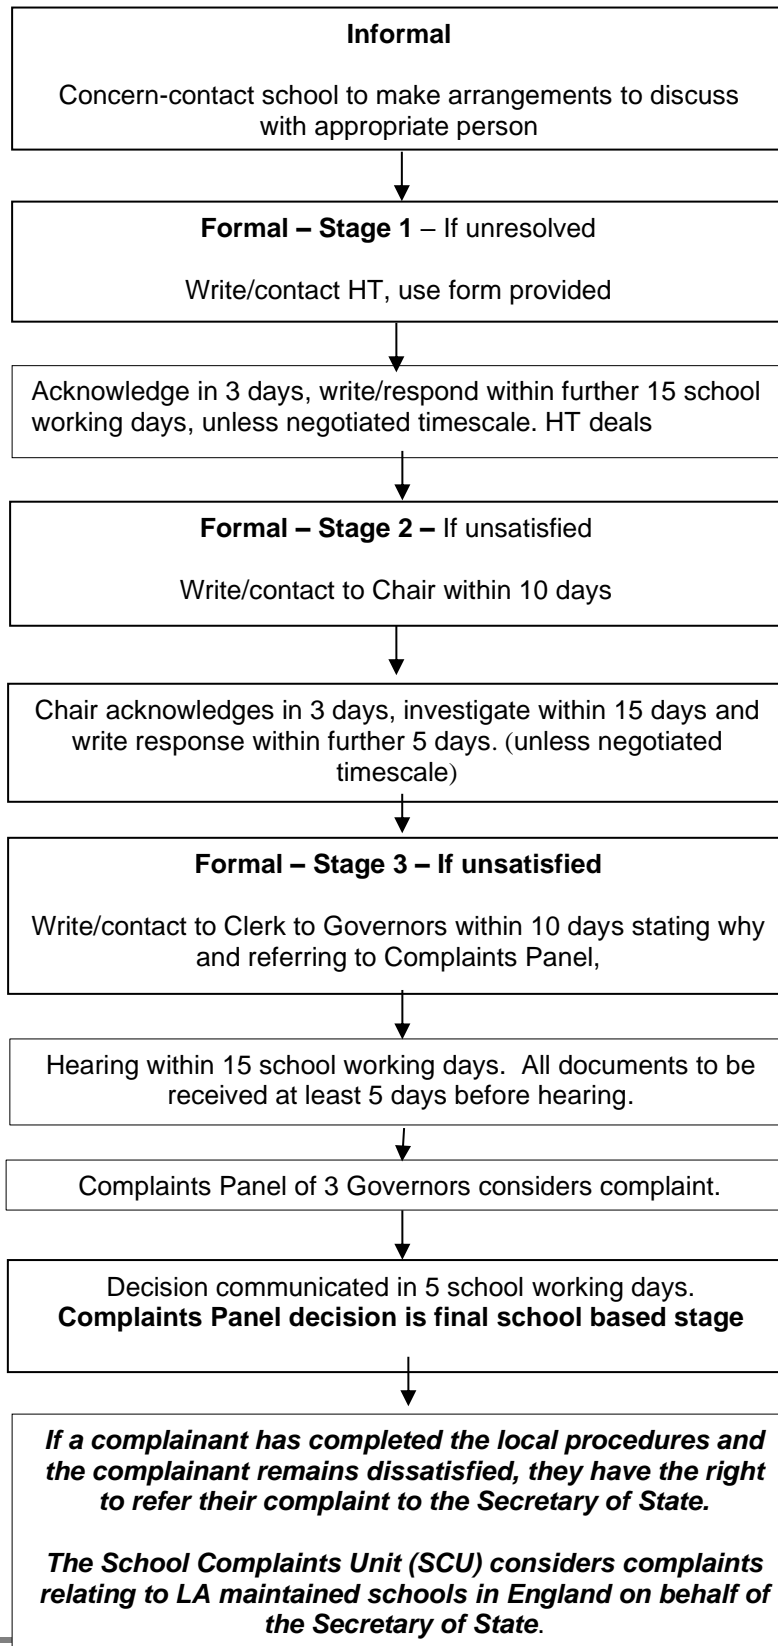 Informal
Concern-contact school to make arrangements to discuss
with appropriate person
Formal – Stage 1 – If unresolved
Write/contact HT, use form provided
Acknowledge in 3 days, write/respond within further 15 school
working days, unless negotiated timescale. HT deals
Formal – Stage 2 – If unsatisfied
Write/contact to Chair within 10 days
Chair acknowledges in 3 days, investigate within 15 days and
write response within further 5 days. (unless negotiated
timescale)
Formal – Stage 3 – If unsatisfied
Write/contact to Clerk to Governors within 10 days stating why
and referring to Complaints Panel,
Hearing within 15 school working days.  All documents to be
received at least 5 days before hearing.
Complaints Panel of 3 Governors considers complaint.
Decision communicated in 5 school working days.
Complaints Panel decision is final school based stage
If a complainant has completed the local procedures and
the complainant remains dissatisfied, they have the right
to refer their complaint to the Secretary of State.
The School Complaints Unit (SCU) considers complaints
relating to LA maintained schools in England on behalf of
the Secretary of State.